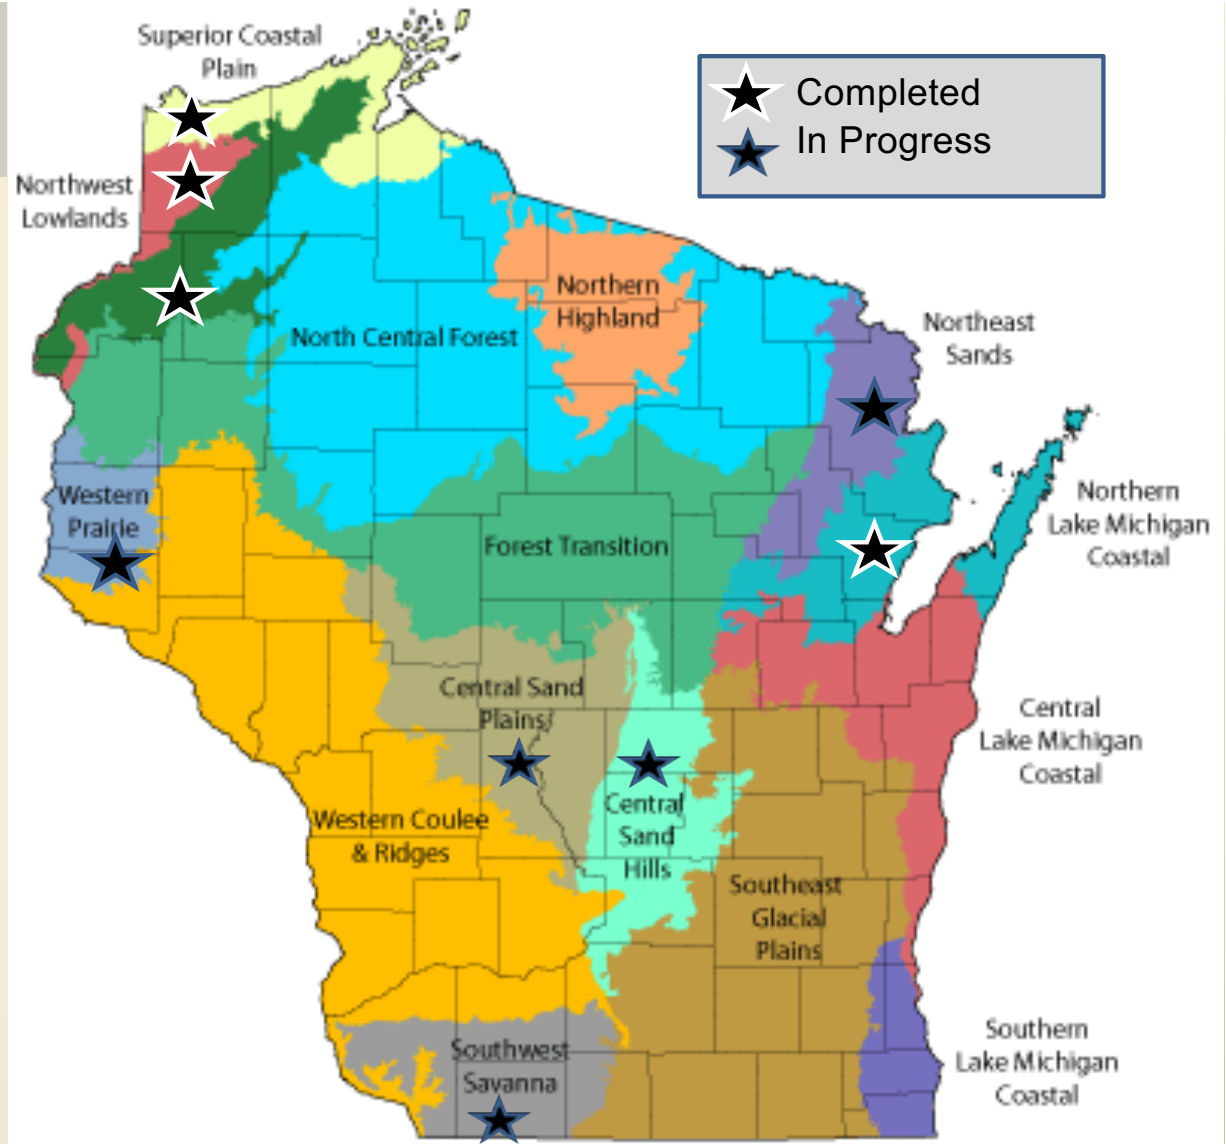 Superior Coastal
Plain
Completed
In Progress
Northwest
Lowlands
Northern
Highland
North Central Forest
Northeast
Sands
Western
Prairie
Northern
Lake Michigan
Coastal
Forest Transition
Central Sand
Plains
Central
Lake Michigan
Coastal
Central
Sand
Hills
Western Coulee
& Ridges
Southeast
Glacial
Plains
Southern
Lake Michigan
Coastal
Southwest
Savanna